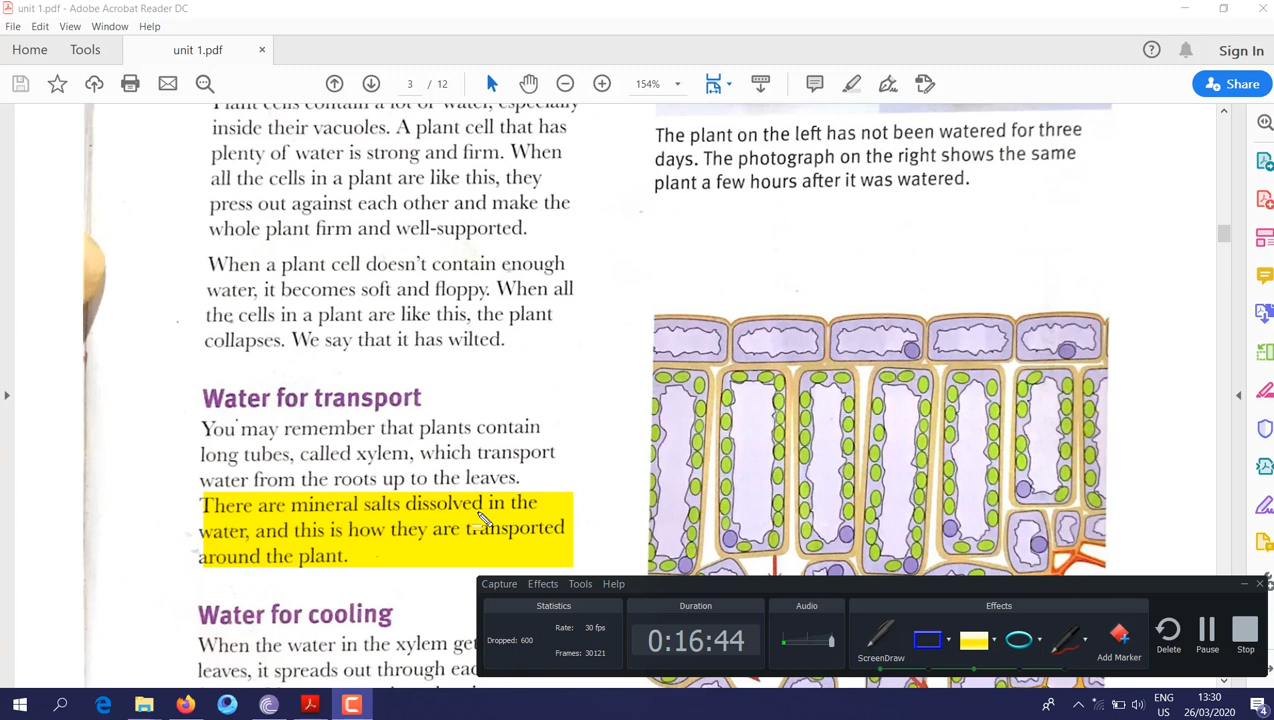 unit 1.pdf - Adobe Acrobat Reader DC
File Edit View Window Help
Home Tools unit 1.pdf × Sign In
3 / 12 154% Share
Plant cells contain a lot of water, especially
inside their vacuoles. A plant cell that has
plenty of water is strong and firm. When
all the cells in a plant are like this, they
press out against each other and make the
whole plant firm and well-supported.
When a plant cell doesn't contain enough
water, it becomes soft and floppy. When all
the cells in a plant are like this, the plant
collapses. We say that it has wilted.
Water for transport
You may remember that plants contain
long tubes, called xylem, which transport
water from the roots up to the leaves.
There are mineral salts dissolved in the
water, and this is how they are transported
around the plant.
Water for cooling
When the water in the xylem get
leaves, it spreads out through eac
The plant on the left has not been watered for three
days. The photograph on the right shows the same
plant a few hours after it was watered.
Capture Effects Tools Help
Statistics Duration Audio Effects
Dropped: 600 Rate: 30 fps
Frames: 30121
0:16:44
ScreenDraw Add Marker Delete Pause Stop
ENG 13:30
US 26/03/2020 4